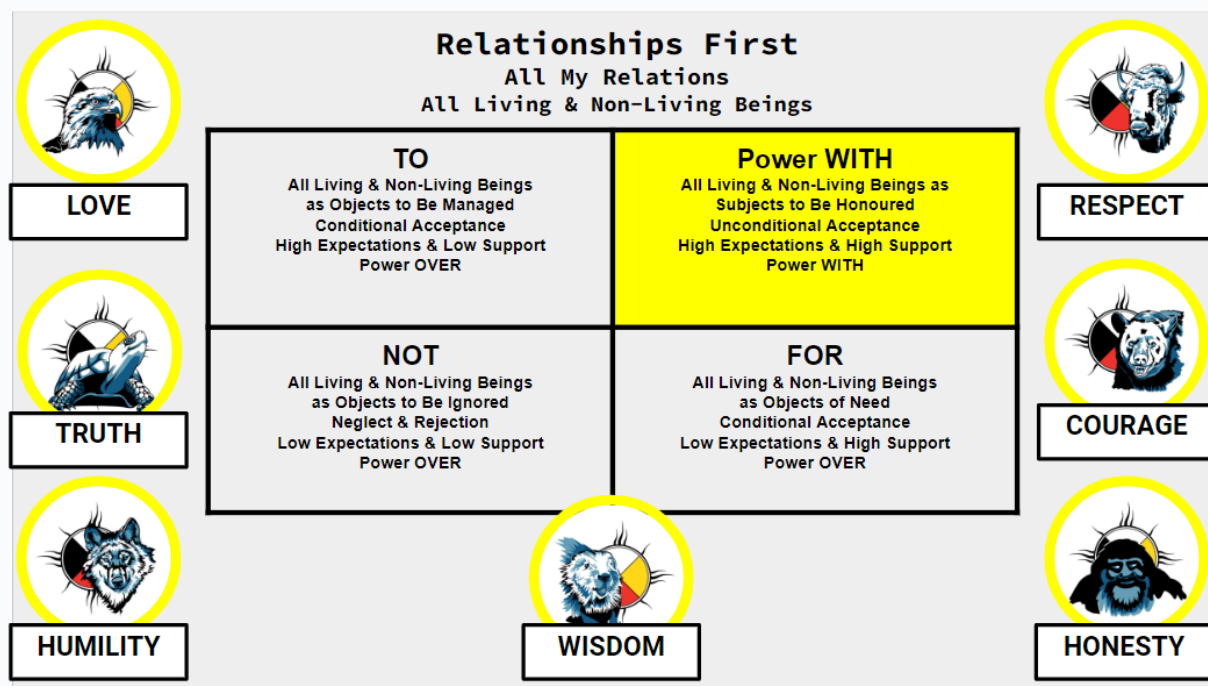 Relationships First
All My Relations
All Living & Non-Living Beings
LOVE
RESPECT
TO
All Living & Non-Living Beings
as Objects to Be Managed
Conditional Acceptance
High Expectations & Low Support
Power OVER
Power WITH
All Living & Non-Living Beings as
Subjects to Be Honoured
Unconditional Acceptance
High Expectations & High Support
Power WITH
TRUTH
COURAGE
NOT
All Living & Non-Living Beings
as Objects to Be Ignored
Neglect & Rejection
Low Expectations & Low Support
Power OVER
FOR
All Living & Non-Living Beings
as Objects of Need
Conditional Acceptance
Low Expectations & High Support
Power OVER
HUMILITY
WISDOM
HONESTY